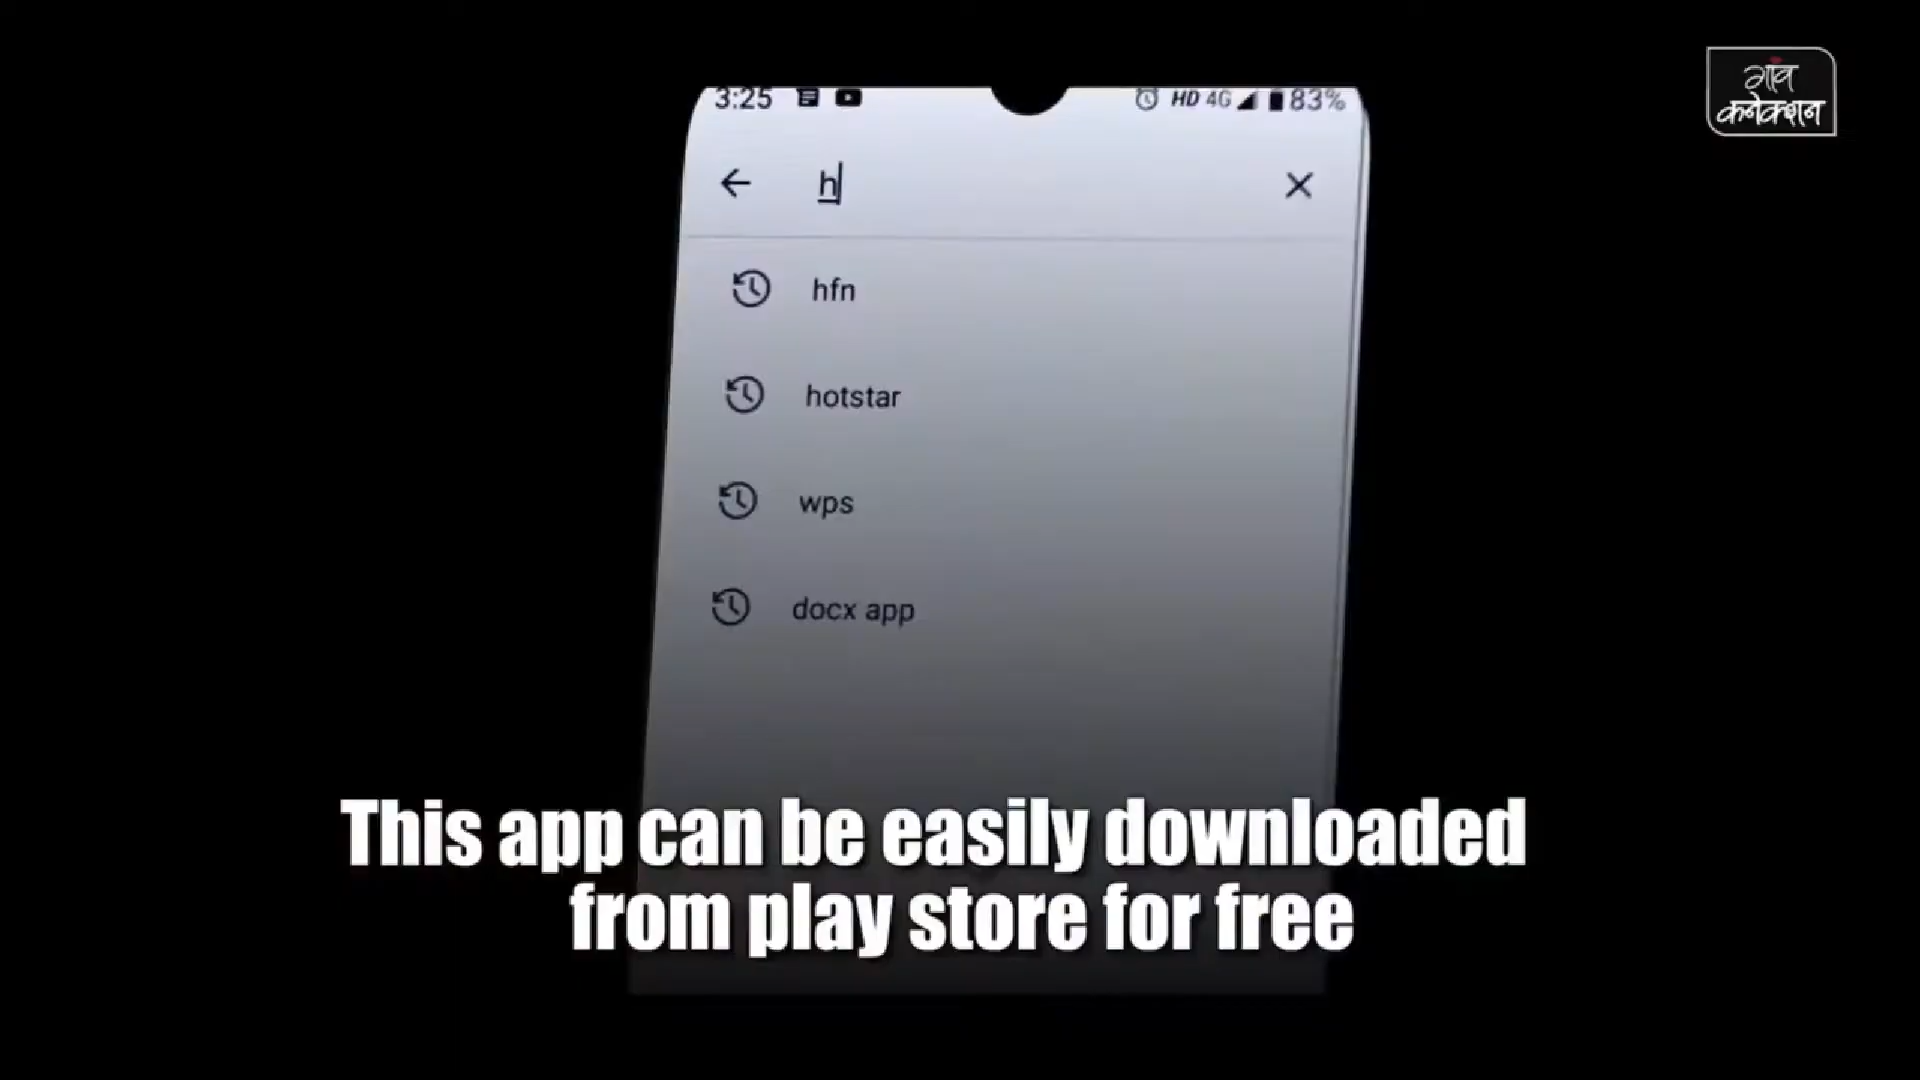 गांव
कनेक्शन
3:25 HD 4G 83%
h
hfn
hotstar
wps
docx app
This app can be easily downloaded
from play store for free